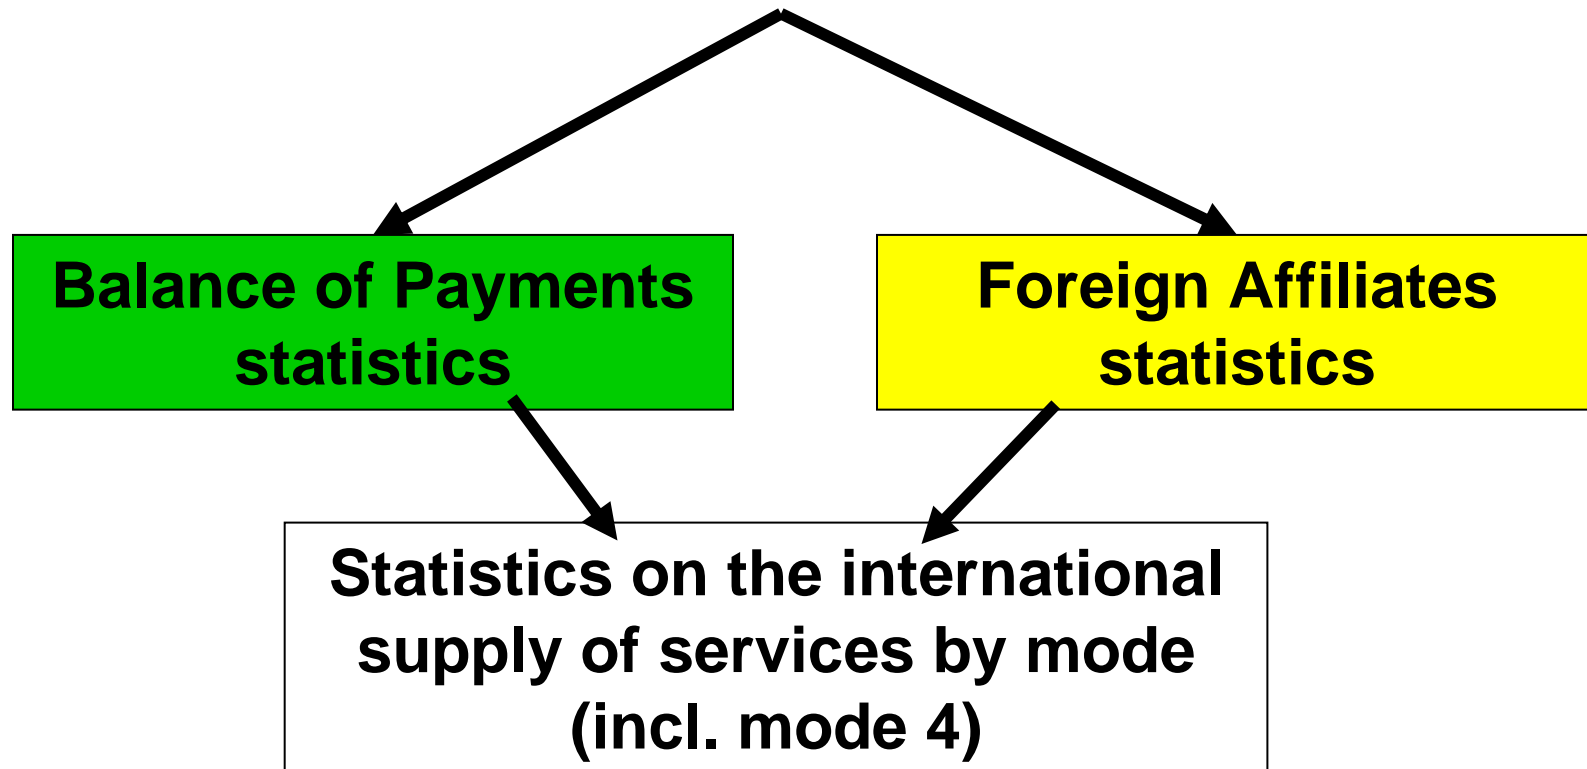 Balance of Payments
statistics
Foreign Affiliates
statistics
Statistics on the international
supply of services by mode
(incl. mode 4)